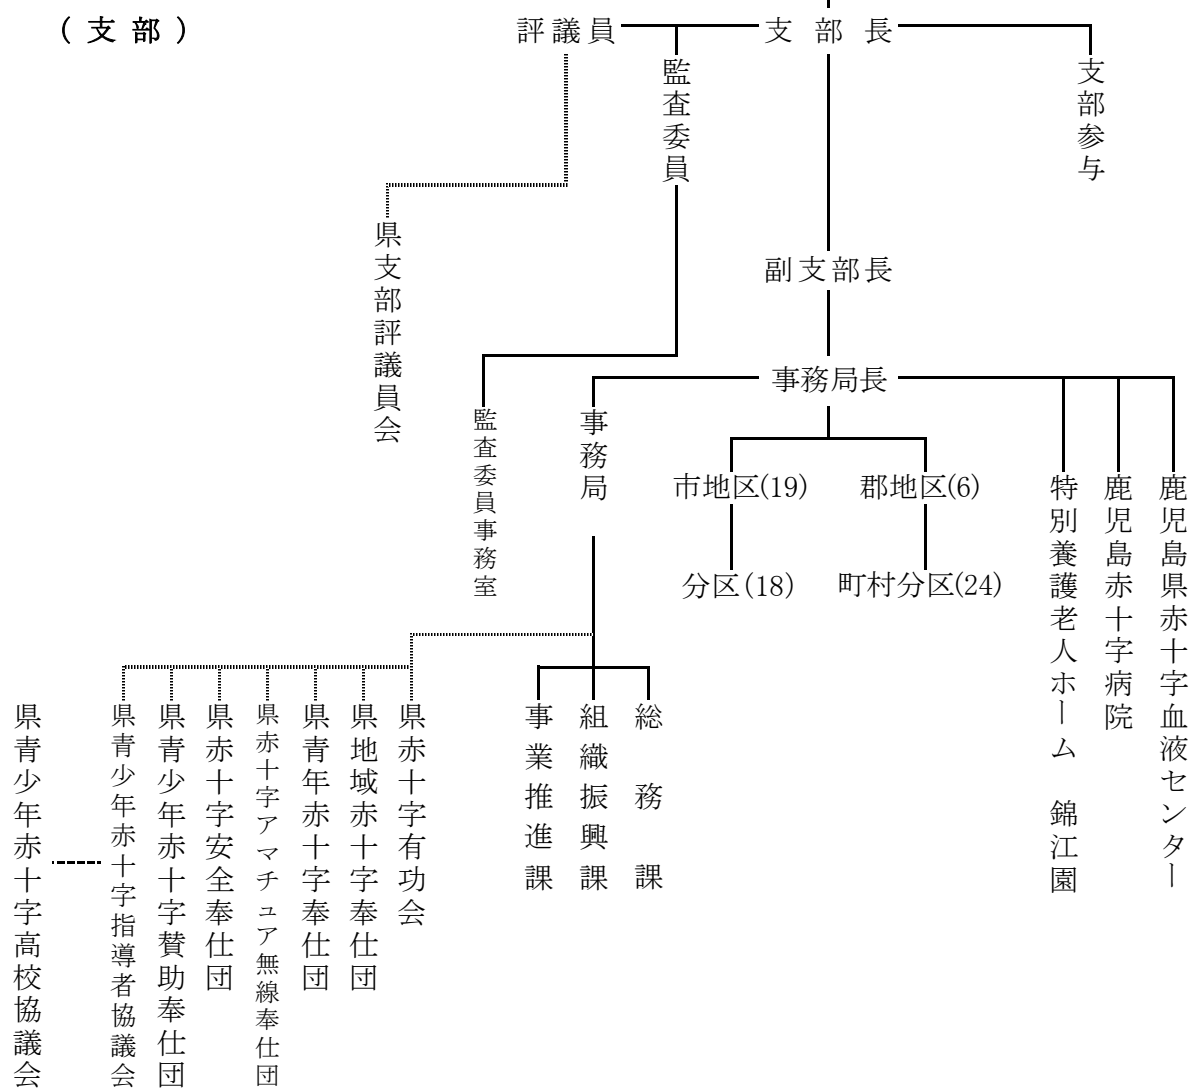 (支部)
評議員
支部長
監査委員
支部参与
県支部評議員会
副支部長
事務局長
監査委員事務室
事務局
市地区(19)
郡地区(6)
分区(18)
町村分区(24)
特別養護老人ホーム 錦江園
鹿児島赤十字病院
鹿児島県赤十字血液センター
県青少年赤十字高校協議会
県青少年赤十字指導者協議会
県青少年赤十字賛助奉仕団
県赤十字安全奉仕団
県赤十字アマチュア無線奉仕団
県青年赤十字奉仕団
県地域赤十字奉仕団
県赤十字有功会
事業推進課
組織振興課
総務課